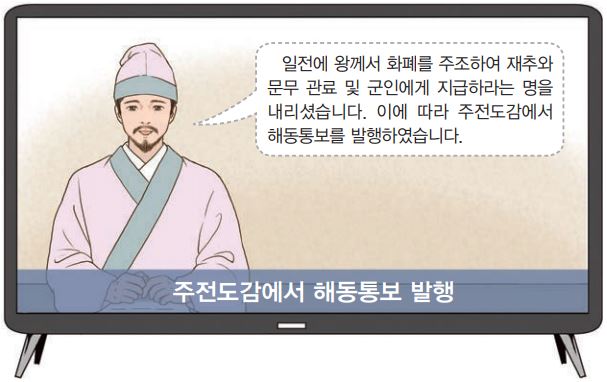 일전에 왕께서 화폐를 주조하여 재추와
문무 관료 및 군인에게 지급하라는 명을
내리셨습니다. 이에 따라 주전도감에서
해동통보를 발행하였습니다.
주전도감에서 해동통보 발행